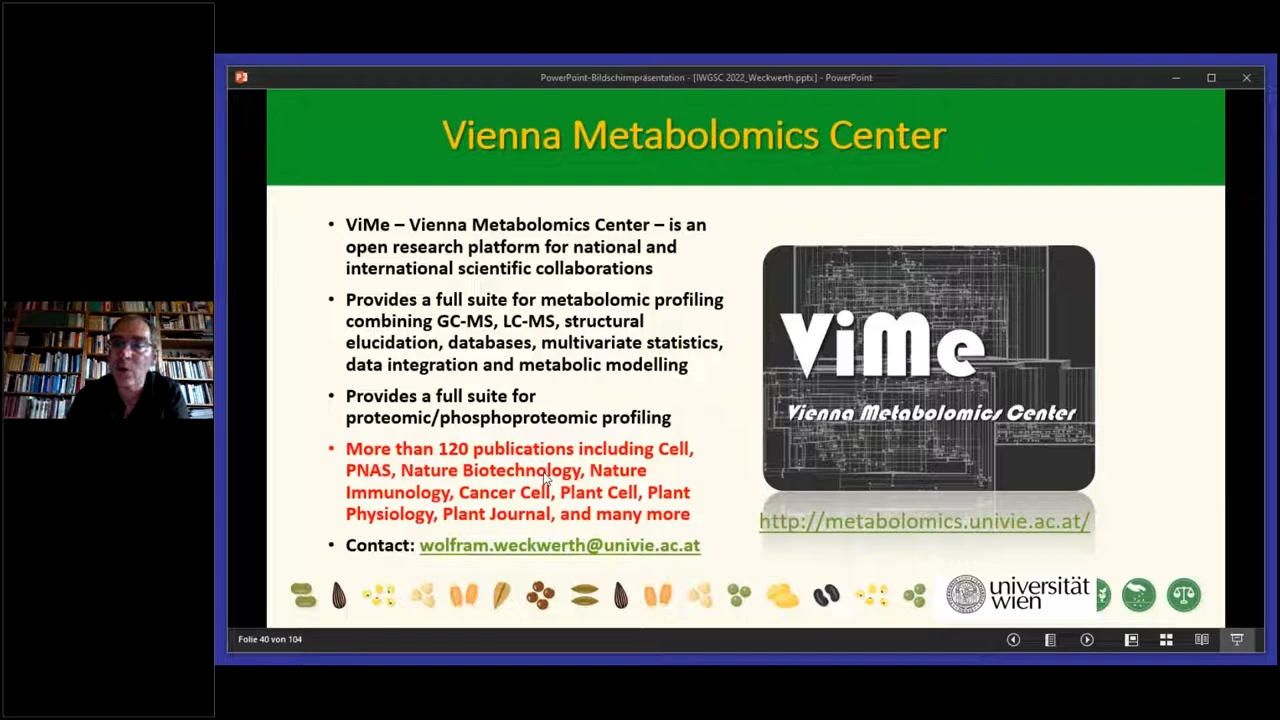 PowerPoint-Bildschirmpräsentation - [IWGSC 2022_Weckwerth.pptx] - PowerPoint
Vienna Metabolomics Center
• ViMe – Vienna Metabolomics Center – is an
open research platform for national and
international scientific collaborations
• Provides a full suite for metabolomic profiling
combining GC-MS, LC-MS, structural
elucidation, databases, multivariate statistics,
data integration and metabolic modelling
• Provides a full suite for
proteomic/phosphoproteomic profiling
• More than 120 publications including Cell,
PNAS, Nature Biotechnology, Nature
Immunology, Cancer Cell, Plant Cell, Plant
Physiology, Plant Journal, and many more
• Contact: wolfram.weckwerth@univie.ac.at
ViMe
Vienna Metabolomics Center
http://metabolomics.univie.ac.at/
universität
wien
Folie 40 von 104